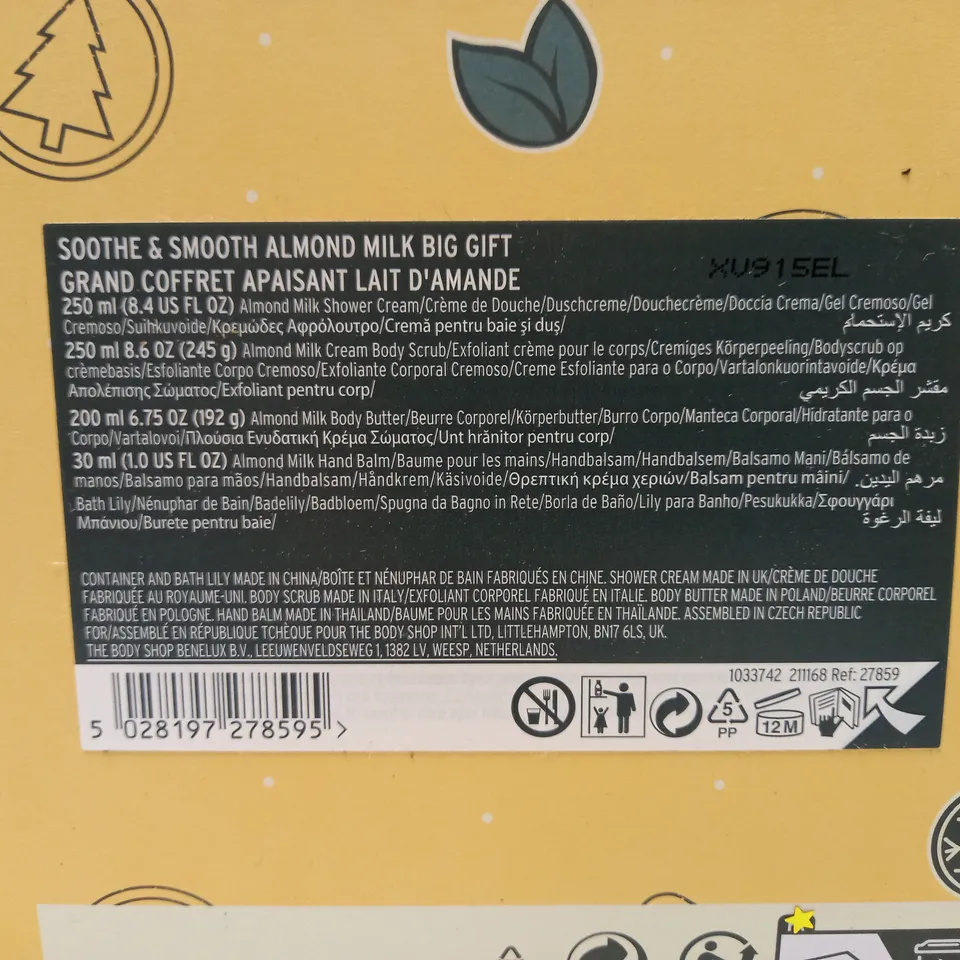 SOOTHE & SMOOTH ALMOND MILK BIG GIFT
XV915EL
GRAND COFFRET APAISANT LAIT D'AMANDE
250 ml (8.4 US FL OZ) Almond Milk Shower Cream/Crème de Douche/Duschcreme/Douchecrème/Doccia Crema/Gel Cremoso/Gel
Cremoso/Suihkuvoide/Κρεμώδες Αφρόλουτρο/Cremă pentru baie și duș/ كريم الإستحمام
250 ml 8.6 OZ (245 g) Almond Milk Cream Body Scrub/Exfoliant crème pour le corps/Cremiges Körperpeeling/Bodyscrub op
crèmebasis/Esfoliante Corpo Cremoso/Exfoliante Corporal Cremoso/Creme Esfoliante para o Corpo/Vartalonkuorintavoide/Κρέμα
Απολέπισης Σώματος/Exfoliant pentru corp/ مقشر الجسم الكريمي
200 ml 6.75 OZ (192 g) Almond Milk Body Butter/Beurre Corporel/Körperbutter/Burro Corpo/Manteca Corporal/Hidratante para o
Corpo/Vartalovoi/Πλούσια Ενυδατική Κρέμα Σώματος/Unt hrănitor pentru corp/ زبدة الجسم
30 ml (1.0 US FL OZ) Almond Milk Hand Balm/Baume pour les mains/Handbalsam/Handbalsem/Balsamo Mani/Bálsamo de
manos/Balsamo para mãos/Handbalsam/Håndkrem/Käsivoide/Θρεπτική κρέμα χεριών/Balsam pentru mâini/ مرهم اليدين.
Bath Lily/Nénuphar de Bain/Badelily/Badbloem/Spugna da Bagno in Rete/Borla de Baño/Lily para Banho/Pesukukka/Σφουγγάρι
Μπάνιου/Burete pentru baie/ ليفة الرغوة
CONTAINER AND BATH LILY MADE IN CHINA/BOÎTE ET NÉNUPHAR DE BAIN FABRIQUÉS EN CHINE. SHOWER CREAM MADE IN UK/CRÈME DE DOUCHE
FABRIQUÉE AU ROYAUME-UNI. BODY SCRUB MADE IN ITALY/EXFOLIANT CORPOREL FABRIQUÉ EN ITALIE. BODY BUTTER MADE IN POLAND/BEURRE CORPOREL
FABRIQUÉ EN POLOGNE. HAND BALM MADE IN THAILAND/BAUME POUR LES MAINS FABRIQUÉE EN THAÏLANDE. ASSEMBLED IN CZECH REPUBLIC
FOR/ASSEMBLÉ EN RÉPUBLIQUE TCHÈQUE POUR THE BODY SHOP INT'L LTD, LITTLEHAMPTON, BN17 6LS, UK.
THE BODY SHOP BENELUX B.V., LEEUWENVELDSEWEG 1, 1382 LV, WEESP, NETHERLANDS.
1033742 211168 Ref: 27859
5 028197 278595 >
5
PP
12 M